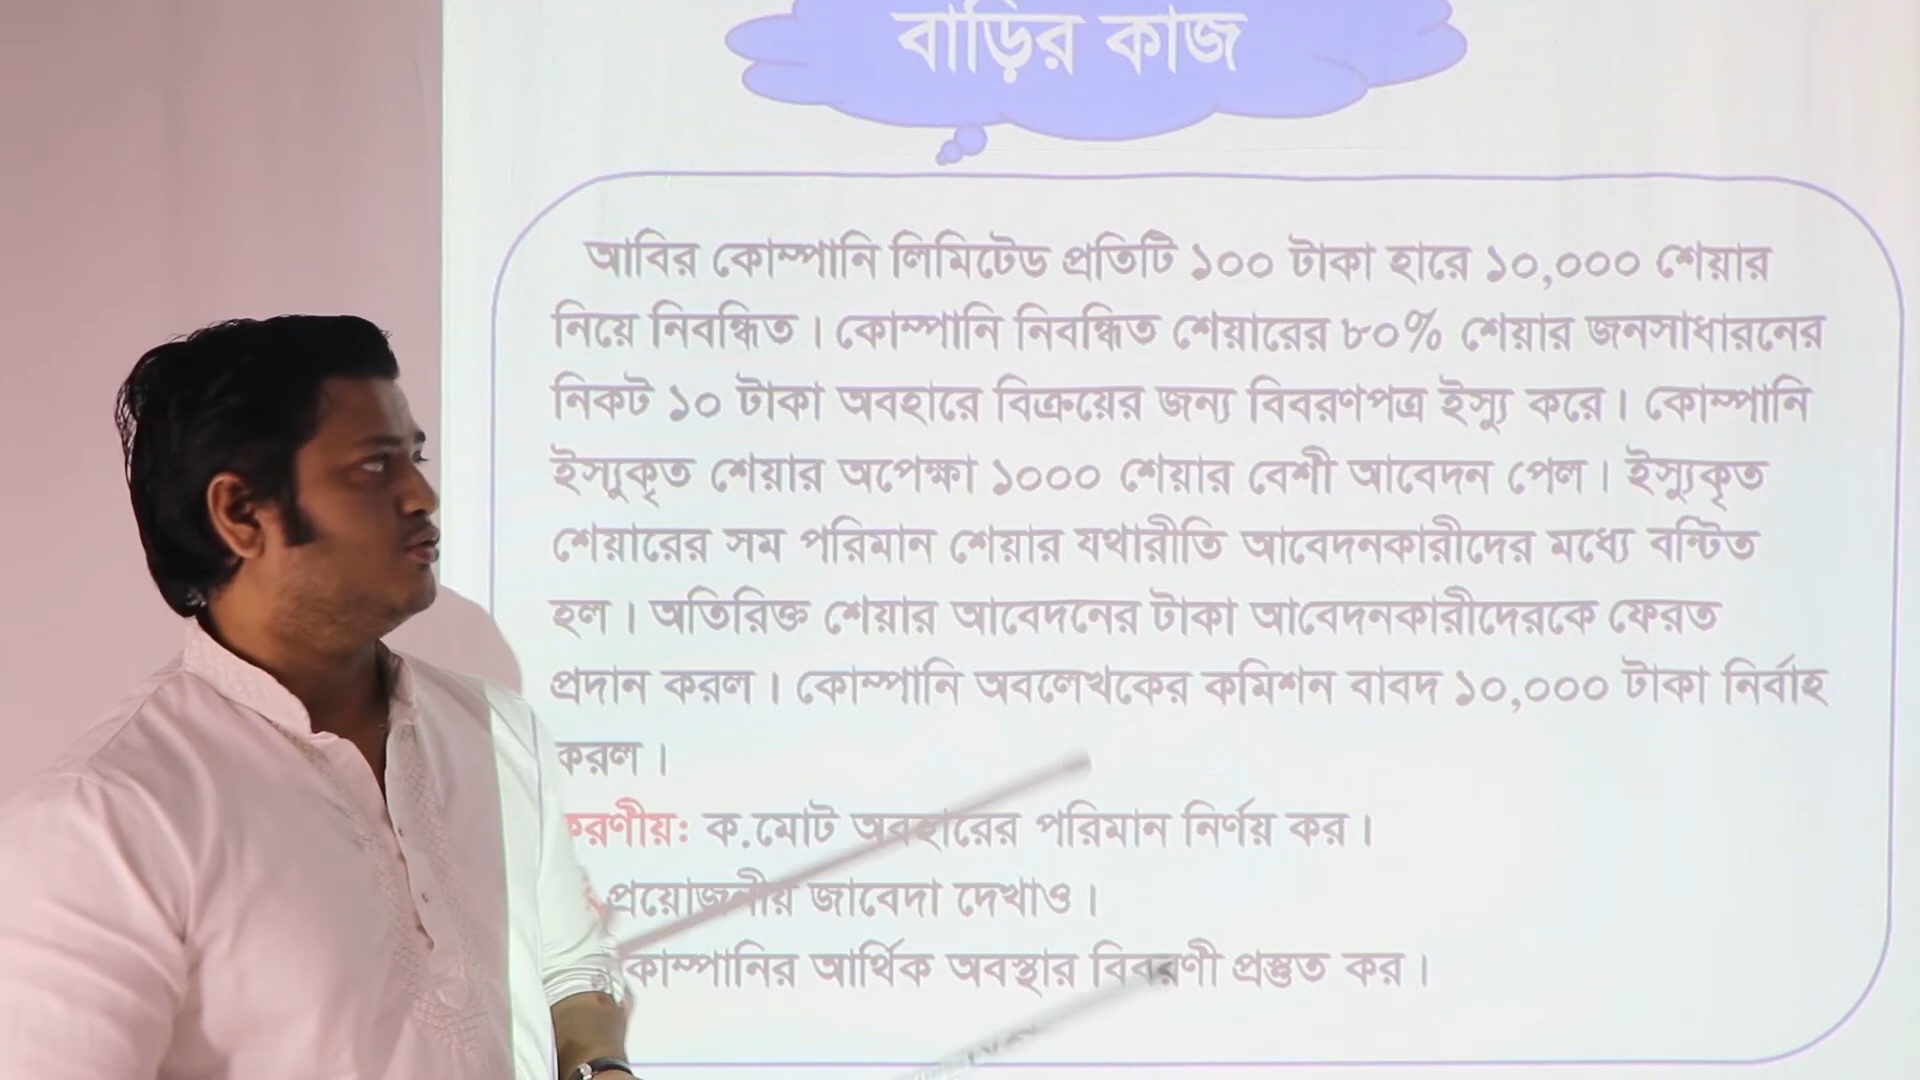 বাড়ির কাজ
আবির কোম্পানি লিমিটেড প্রতিটি ১০০ টাকা হারে ১০,০০০ শেয়ার
নিয়ে নিবন্ধিত । কোম্পানি নিবন্ধিত শেয়ারের ৮০% শেয়ার জনসাধারনের
নিকট ১০ টাকা অবহারে বিক্রয়ের জন্য বিবরণপত্র ইস্যু করে । কোম্পানি
ইস্যুকৃত শেয়ার অপেক্ষা ১০০০ শেয়ার বেশী আবেদন পেল । ইস্যুকৃত
শেয়ারের সম পরিমান শেয়ার যথারীতি আবেদনকারীদের মধ্যে বন্টিত
হল । অতিরিক্ত শেয়ার আবেদনের টাকা আবেদনকারীদেরকে ফেরত
প্রদান করল । কোম্পানি অবলেখকের কমিশন বাবদ ১০,০০০ টাকা নির্বাহ
করল ।
করণীয়: ক.মোট অবহারের পরিমান নির্ণয় কর ।
প্রয়োজনীয় জাবেদা দেখাও ।
কোম্পানির আর্থিক অবস্থার বিবরণী প্রস্তুত কর ।